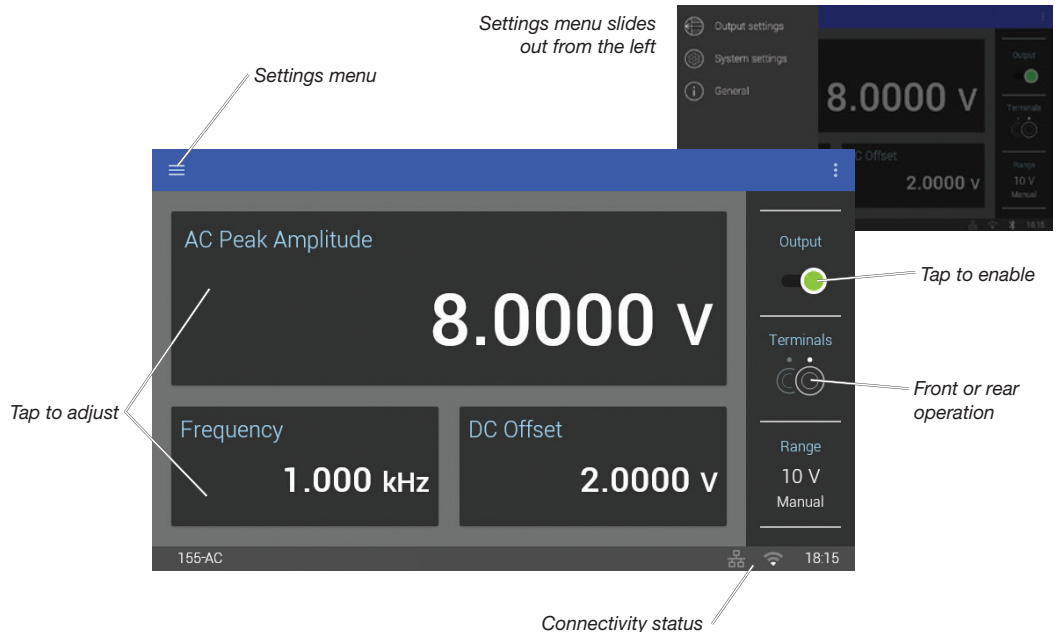 Settings menu slides
out from the left
Output settings
System settings
General
8.0000 V
C Offset
2.0000 V
Output
Terminals
Range
10 V
Manual
18:15
Settings menu
AC Peak Amplitude
8.0000 V
Frequency
1.000 kHz
DC Offset
2.0000 V
Output
Terminals
Range
10 V
Manual
155-AC
18:15
Tap to enable
Front or rear
operation
Tap to adjust
Connectivity status